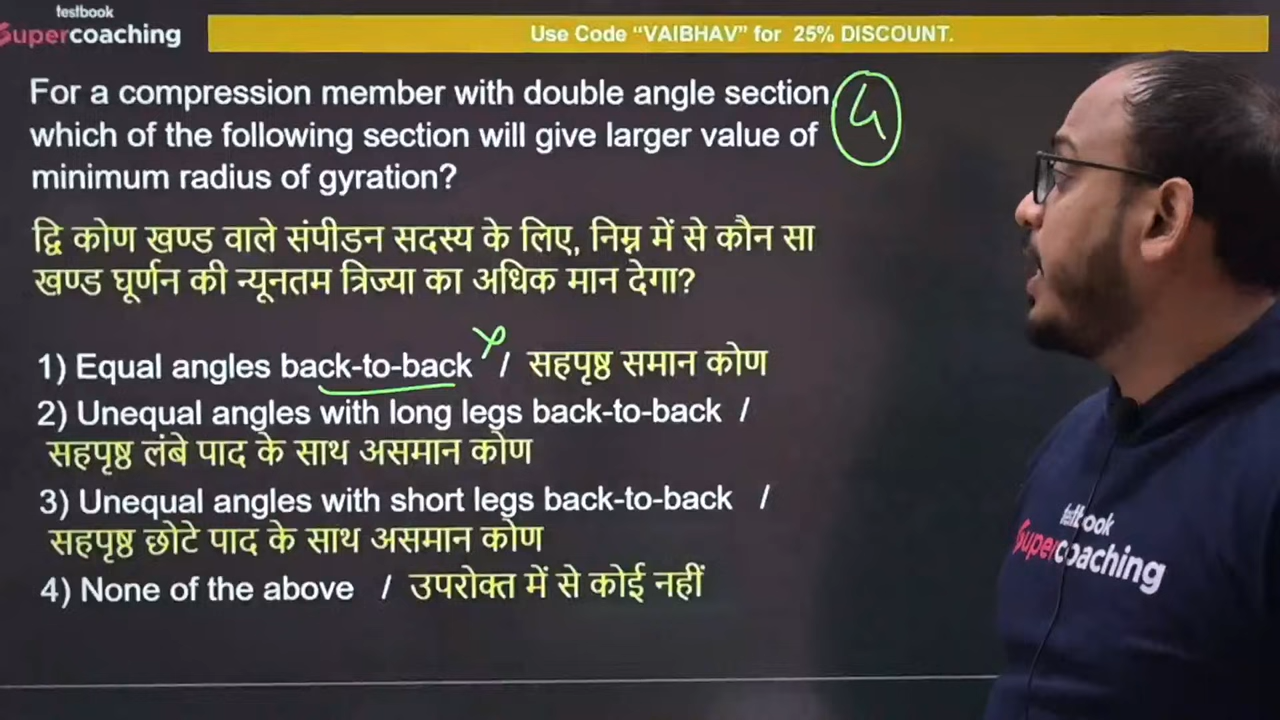 testbook
Supercoaching
Use Code “VAIBHAV” for 25% DISCOUNT.
For a compression member with double angle section,
which of the following section will give larger value of
minimum radius of gyration?
4
द्वि कोण खण्ड वाले संपीडन सदस्य के लिए, निम्न में से कौन सा
खण्ड घूर्णन की न्यूनतम त्रिज्या का अधिक मान देगा?
1) Equal angles back-to-back / सहपृष्ठ समान कोण
2) Unequal angles with long legs back-to-back /
सहपृष्ठ लंबे पाद के साथ असमान कोण
3) Unequal angles with short legs back-to-back /
सहपृष्ठ छोटे पाद के साथ असमान कोण
4) None of the above / उपरोक्त में से कोई नहीं
testbook
Supercoaching